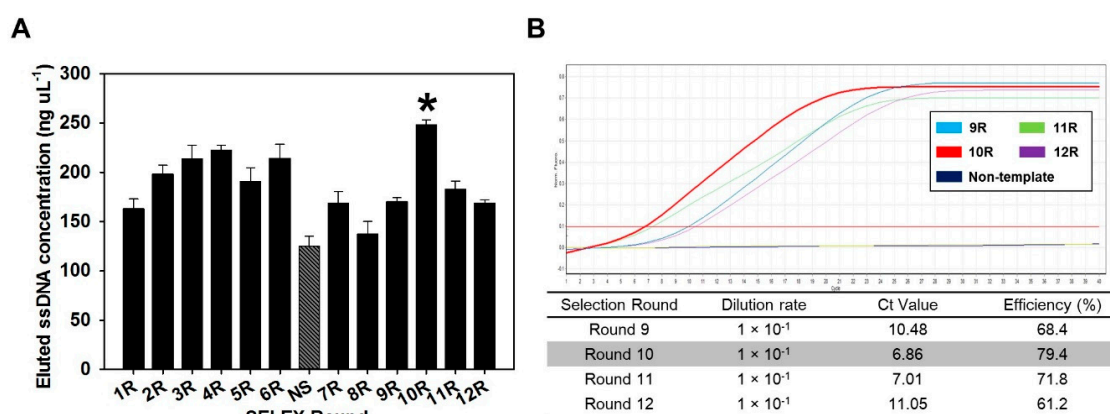 A
B
Eluted ssDNA concentration (ng uL⁻¹)
300
250
200
150
100
50
0
*
1R 2R 3R 4R 5R 6R NS 7R 8R 9R 10R 11R 12R
SELEX Round
9R 11R
10R 12R
Non-template
Cycle
Selection Round Dilution rate Ct Value Efficiency (%)
Round 9 1 × 10⁻¹ 10.48 68.4
Round 10 1 × 10⁻¹ 6.86 79.4
Round 11 1 × 10⁻¹ 7.01 71.8
Round 12 1 × 10⁻¹ 11.05 61.2